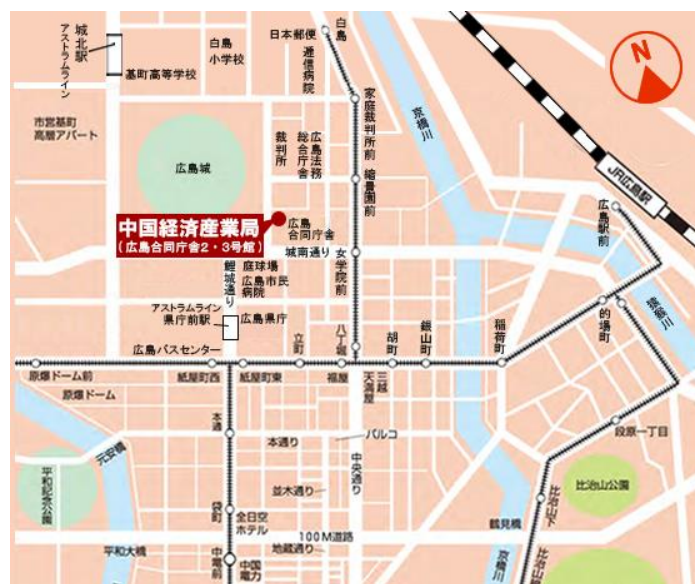 城北駅
アストラムライン
基町高等学校
白島
小学校
日本郵便
逓信病院
白島
市営基町
高層アパート
広島城
裁判所
広島法務
総合庁舎
家庭裁判所前
縮景園前
京橋川
N
JR広島駅
広島駅前
中国経済産業局
(広島合同庁舎2・3号館)
広島
合同庁舎
城南通り
女学院前
鯉城通り
庭球場
広島市民
病院
アストラムライン
県庁前駅
広島県庁
広島バスセンター
立町
八丁堀
胡町
銀山町
稲荷町
的場町
猿猴川
原爆ドーム前
紙屋町西
紙屋町東
福屋
天満屋
三越
原爆ドーム
本通
本通り
パルコ
中央通り
段原一丁目
元安橋
平和記念公園
袋町
並木通り
全日空
ホテル
100M道路
鶴見橋
比治山公園
比治山下
平和大橋
中電前
中国
電力
地蔵通り
京橋川